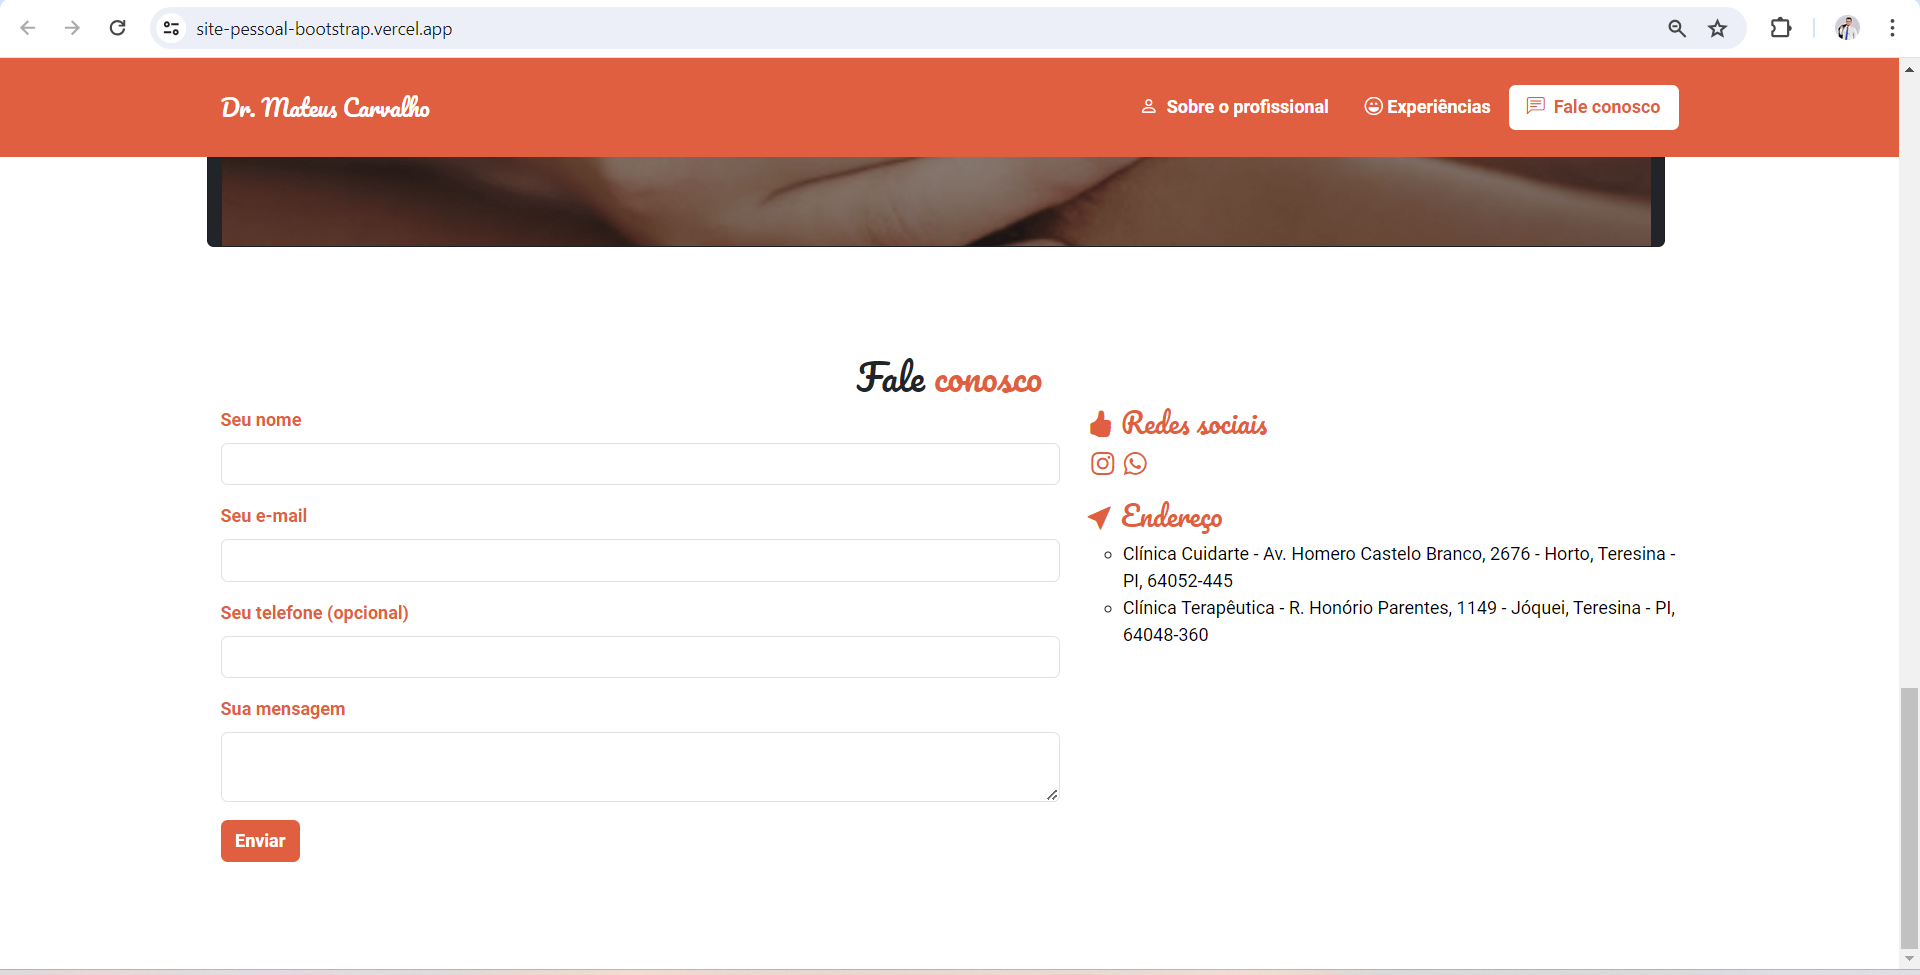 site-pessoal-bootstrap.vercel.app
Dr. Mateus Carvalho
Sobre o profissional
Experiências
Fale conosco
Fale conosco
Seu nome
Seu e-mail
Seu telefone (opcional)
Sua mensagem
Enviar
Redes sociais
Endereço
Clínica Cuidarte - Av. Homero Castelo Branco, 2676 - Horto, Teresina -
PI, 64052-445
Clínica Terapêutica - R. Honório Parentes, 1149 - Jóquei, Teresina - PI,
64048-360